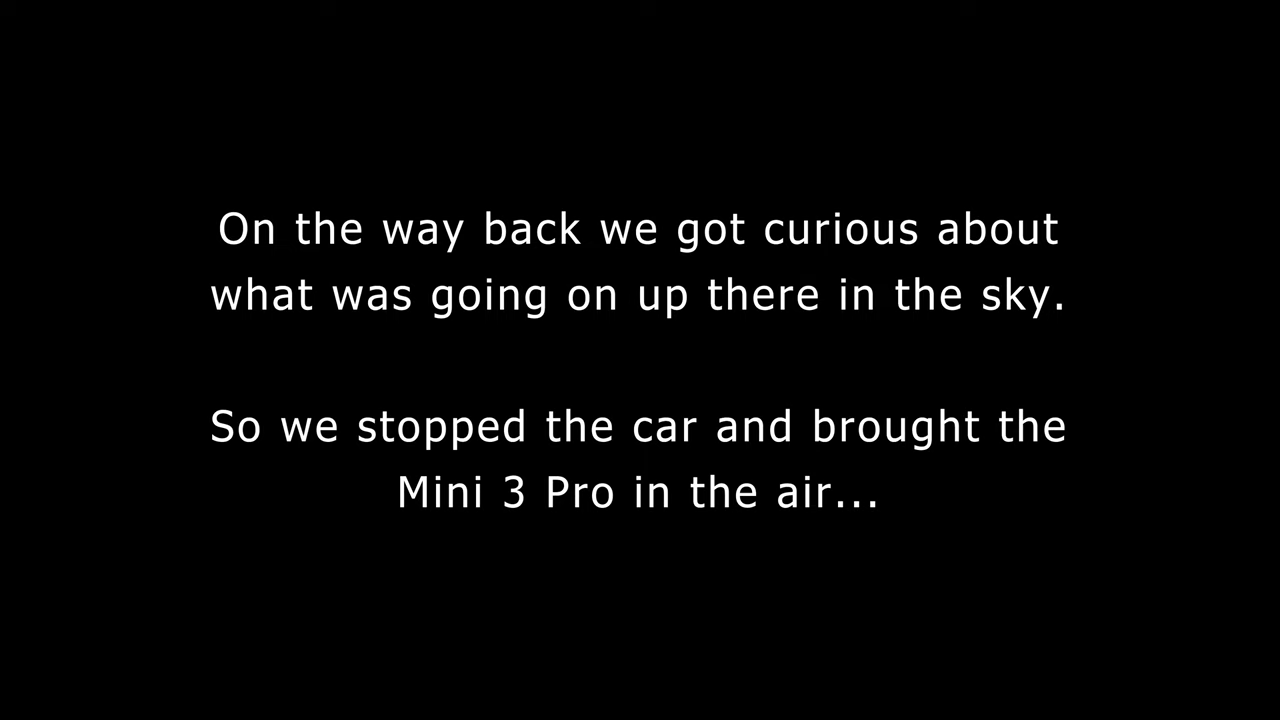 On the way back we got curious about
what was going on up there in the sky.
So we stopped the car and brought the
Mini 3 Pro in the air...